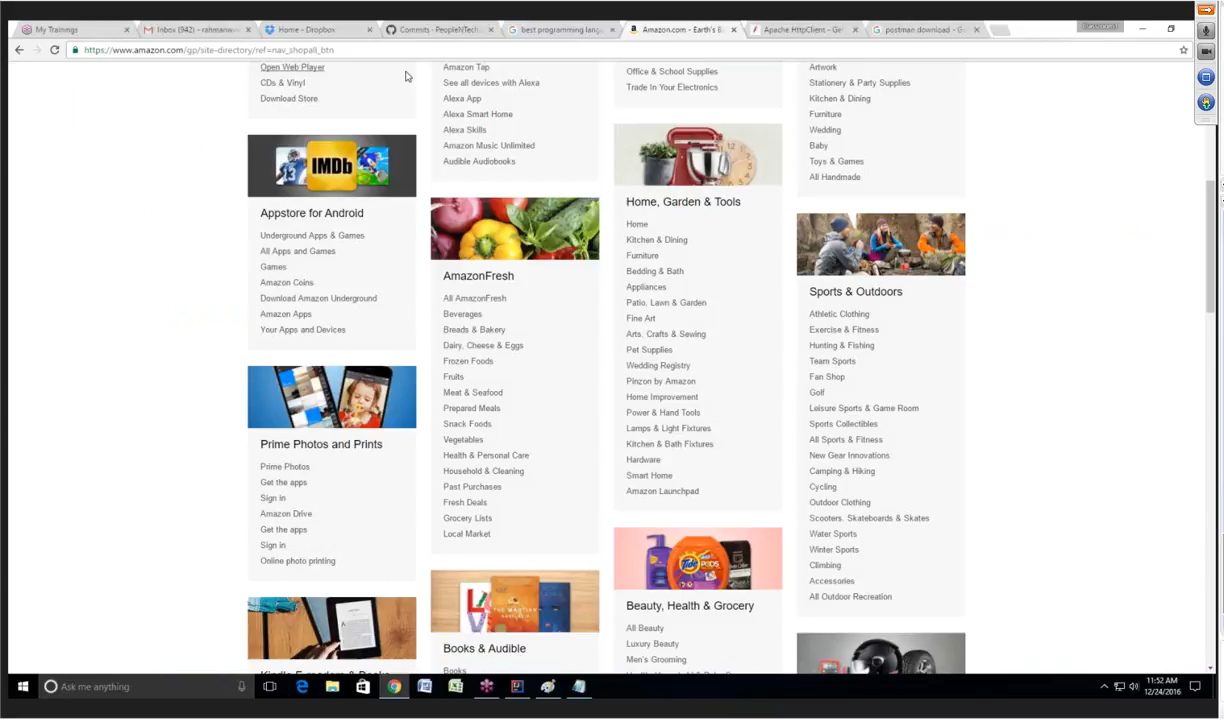 My Trainings
Inbox (942) - rahmanww
Home - Dropbox
Commits - PeopleNTech
best programming lang
Amazon.com - Earth's B
Apache HttpClient - Ge
postman.download - G
https://www.amazon.com/gp/site-directory/ref=nav_shopall_btn
Open Web Player
CDs & Vinyl
Download Store
IMDb
Appstore for Android
Underground Apps & Games
All Apps and Games
Games
Amazon Coins
Download Amazon Underground
Amazon Apps
Your Apps and Devices
Prime Photos and Prints
Prime Photos
Get the apps
Sign in
Amazon Drive
Get the apps
Sign in
Online photo printing
Amazon Tap
See all devices with Alexa
Alexa App
Alexa Smart Home
Alexa Skills
Amazon Music Unlimited
Audible Audiobooks
AmazonFresh
All AmazonFresh
Beverages
Breads & Bakery
Dairy, Cheese & Eggs
Frozen Foods
Fruits
Meat & Seafood
Prepared Meals
Snack Foods
Vegetables
Health & Personal Care
Household & Cleaning
Past Purchases
Fresh Deals
Grocery Lists
Local Market
THE MARTIAN
Books & Audible
Books
Office & School Supplies
Trade In Your Electronics
Home, Garden & Tools
Home
Kitchen & Dining
Furniture
Bedding & Bath
Appliances
Patio, Lawn & Garden
Fine Art
Arts, Crafts & Sewing
Pet Supplies
Wedding Registry
Pinzon by Amazon
Home Improvement
Power & Hand Tools
Lamps & Light Fixtures
Kitchen & Bath Fixtures
Hardware
Smart Home
Amazon Launchpad
Tide PODS
Beauty, Health & Grocery
All Beauty
Luxury Beauty
Men's Grooming
Artwork
Stationery & Party Supplies
Kitchen & Dining
Furniture
Wedding
Baby
Toys & Games
All Handmade
Sports & Outdoors
Athletic Clothing
Exercise & Fitness
Hunting & Fishing
Team Sports
Fan Shop
Golf
Leisure Sports & Game Room
Sports Collectibles
All Sports & Fitness
New Gear Innovations
Camping & Hiking
Cycling
Outdoor Clothing
Scooters, Skateboards & Skates
Water Sports
Winter Sports
Climbing
Accessories
All Outdoor Recreation
Ask me anything
11:52 AM
12/24/2016